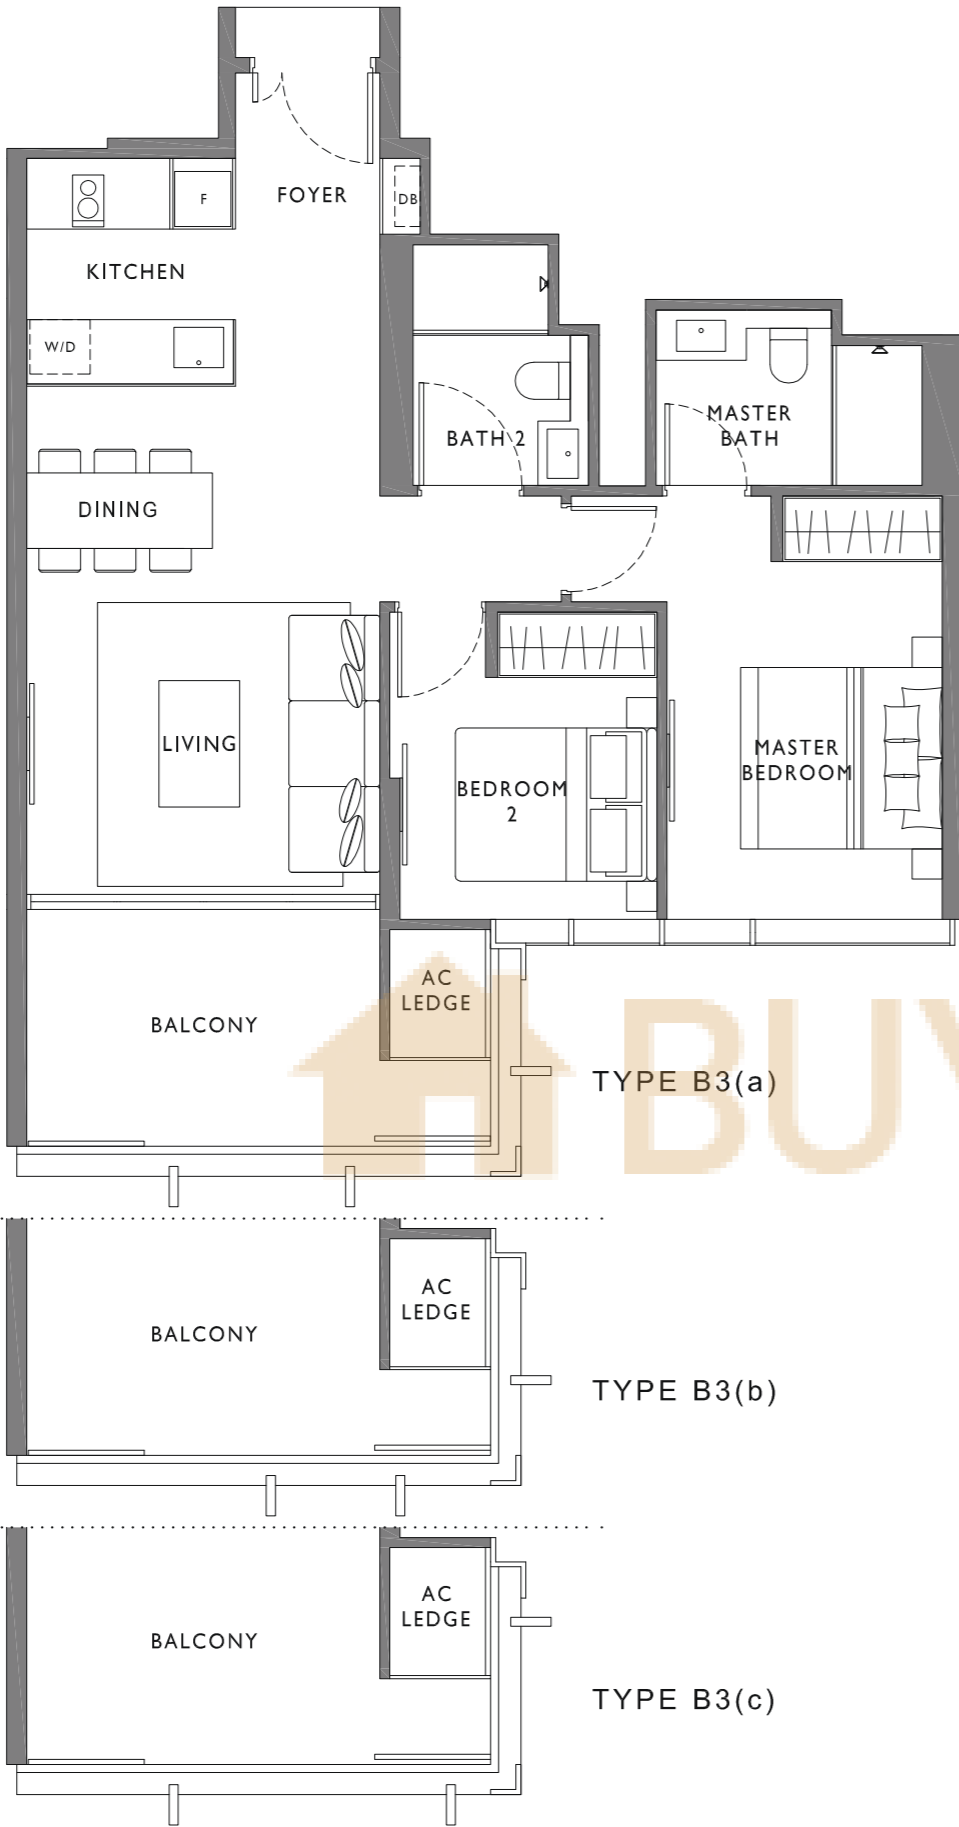 FOYER
F
DB
KITCHEN
W/D
BATH 2
MASTER
BATH
DINING
LIVING
BEDROOM
2
MASTER
BEDROOM
AC
LEDGE
BALCONY
TYPE B3(a)
BUY
AC
LEDGE
BALCONY
TYPE B3(b)
AC
LEDGE
BALCONY
TYPE B3(c)